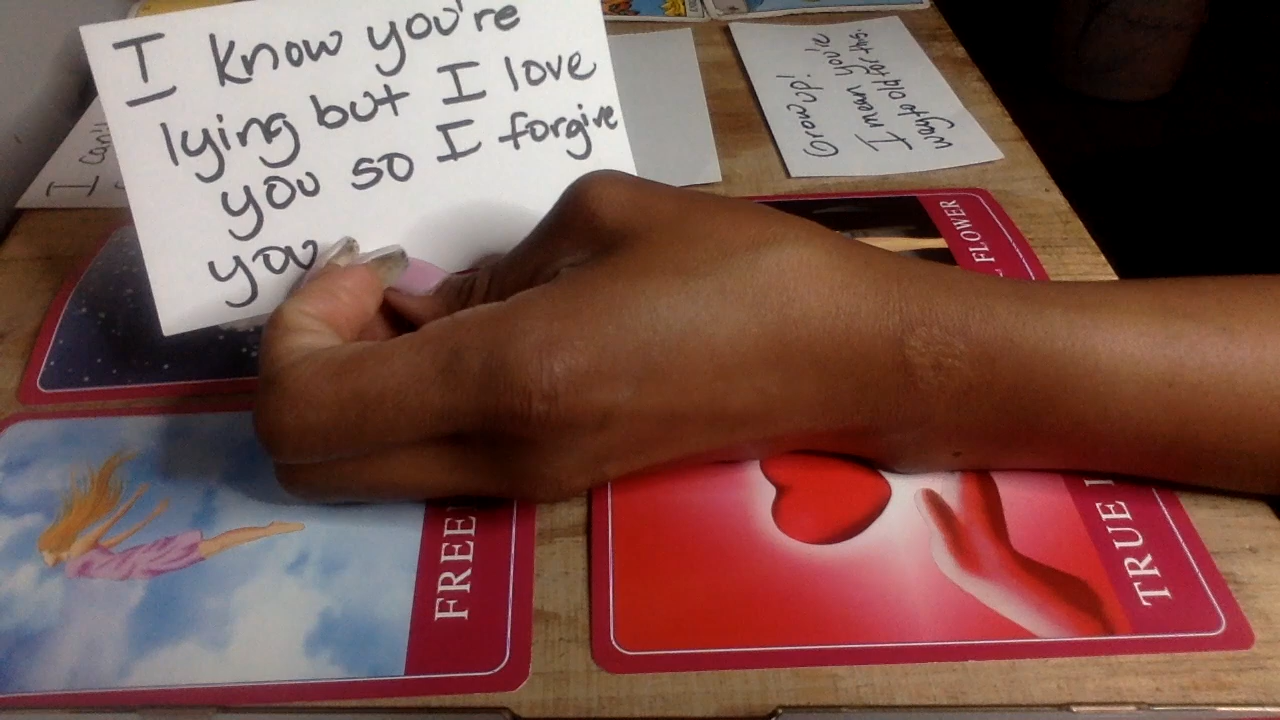 I know you're
lying but I love
you so I forgive
you
Grow up!
I mean you're
way to old for this
I can't
FLOWER
FREE
TRUE